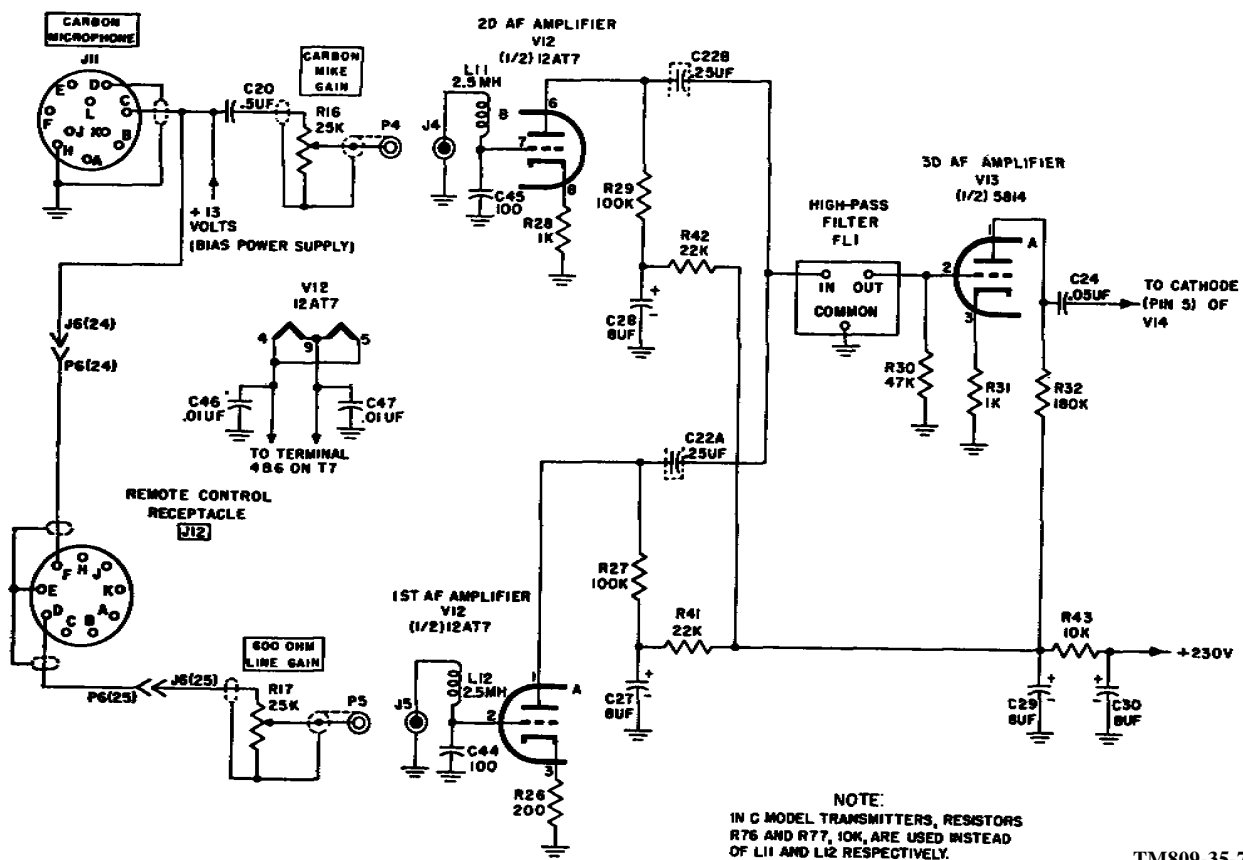 CARBON
MICROPHONE
J11
E D
C
F L
J K
B
H A
C20
.5UF
CARBON
MIKE
GAIN
R16
25K
P4
+ 13
VOLTS
(BIAS POWER SUPPLY)
2D AF AMPLIFIER
V12
(1/2) 12AT7
L11
2.5MH
J4
6
B
7
8
C45
100
R28
1K
C22B
.25UF
R29
100K
R42
22K
+
-
C28
8UF
HIGH-PASS
FILTER
FL1
IN OUT
COMMON
3D AF AMPLIFIER
V13
(1/2) 5814
1
A
2
3
C24
.05UF
TO CATHODE
(PIN 5) OF
V14
R30
47K
R31
1K
R32
180K
J6(24)
P6(24)
V12
12AT7
4 9 5
C46
.01UF
C47
.01UF
TO TERMINAL
4&6 ON T7
REMOTE CONTROL
RECEPTACLE
J12
H
F J
E K
D A
C B
P6(25)
J6(25)
600 OHM
LINE GAIN
R17
25K
P5
1ST AF AMPLIFIER
V12
(1/2)12AT7
L12
2.5MH
J5
1
A
2
3
C44
100
R26
200
C22A
.25UF
R27
100K
R41
22K
+
-
C27
8UF
R43
10K
+230V
+
-
C29
8UF
+
-
C30
8UF
NOTE:
IN C MODEL TRANSMITTERS, RESISTORS
R76 AND R77, 10K, ARE USED INSTEAD
OF L11 AND L12 RESPECTIVELY.